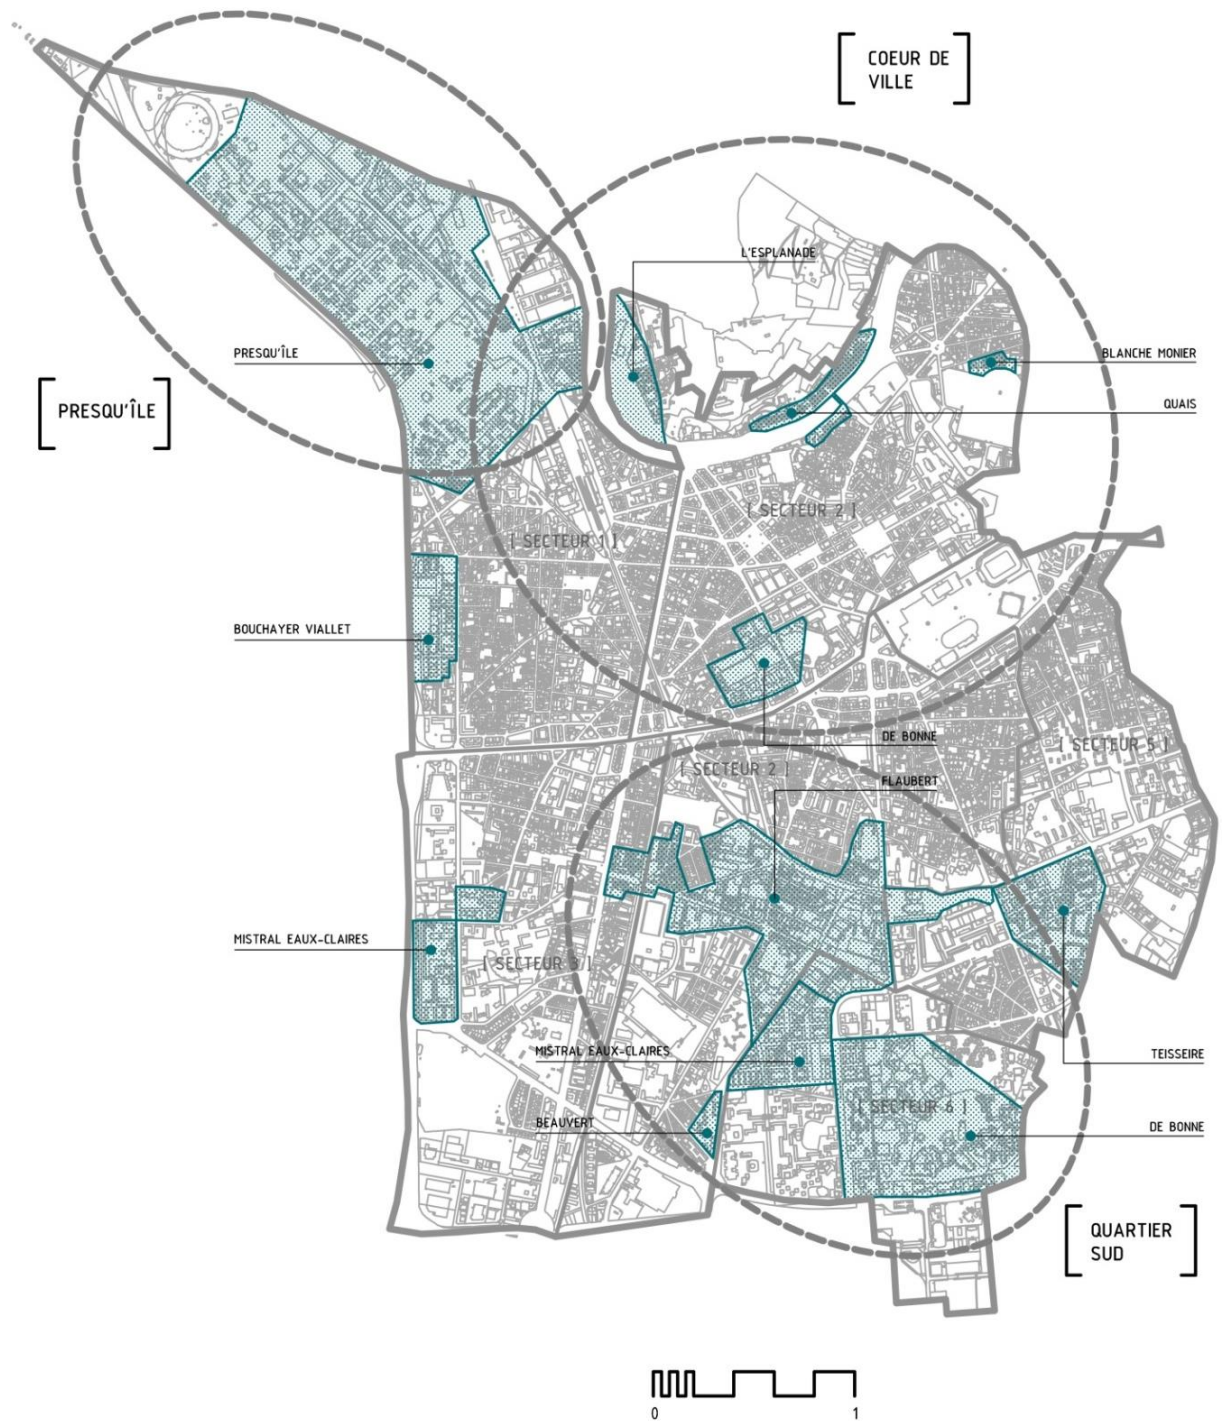 COEUR DE
VILLE
L'ESPLANADE
PRESQU'ÎLE
BLANCHE MONIER
PRESQU'ÎLE
QUAIS
[ SECTEUR 2 ]
[ SECTEUR 1 ]
BOUCHAYER VIALLET
DE BONNE
[ SECTEUR 5 ]
[ SECTEUR 2 ]
FLAUBERT
MISTRAL EAUX-CLAIRES
[ SECTEUR 3 ]
MISTRAL EAUX-CLAIRES
TEISSEIRE
[ SECTEUR 6 ]
BEAUVERT
DE BONNE
QUARTIER
SUD
0 1